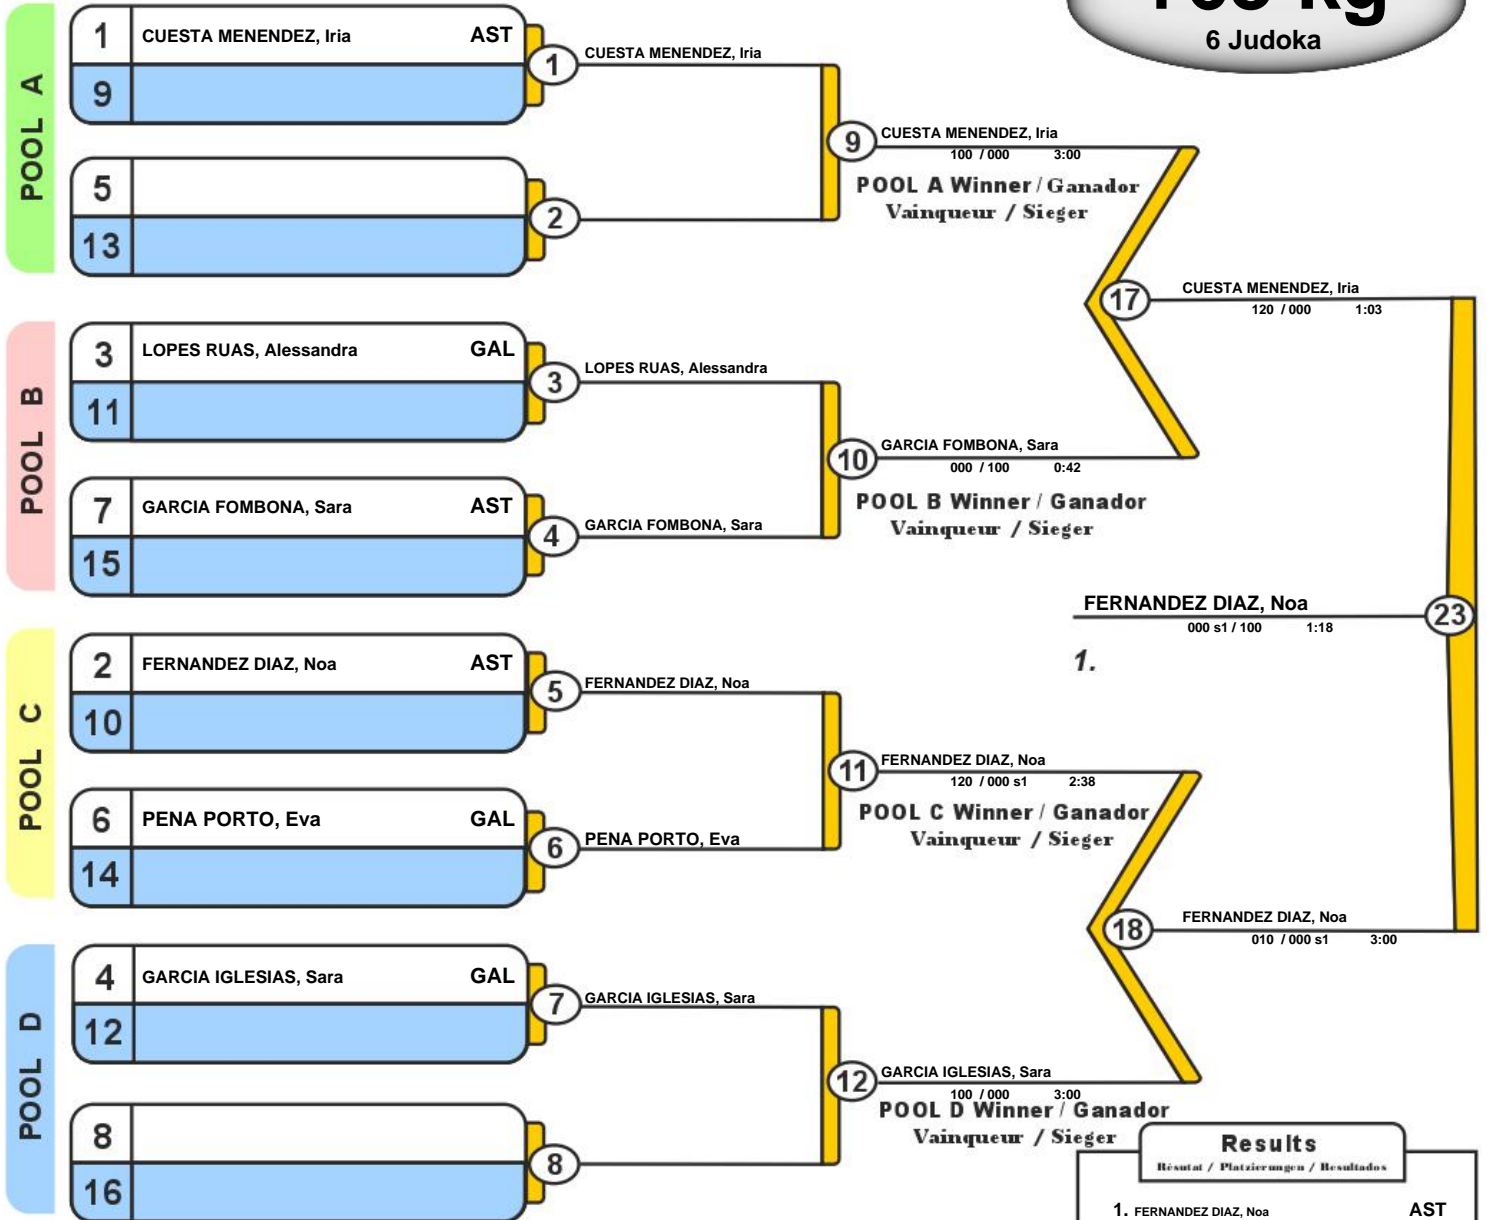 6 Judoka
POOL A
1 CUESTA MENENDEZ, Iria AST
9
1 CUESTA MENENDEZ, Iria
5
13
2
9 CUESTA MENENDEZ, Iria
100 / 000 3:00
POOL A Winner / Ganador
Vainqueur / Sieger
17 CUESTA MENENDEZ, Iria
120 / 000 1:03
POOL B
3 LOPES RUAS, Alessandra GAL
11
3 LOPES RUAS, Alessandra
7 GARCIA FOMBONA, Sara AST
15
4 GARCIA FOMBONA, Sara
10 GARCIA FOMBONA, Sara
000 / 100 0:42
POOL B Winner / Ganador
Vainqueur / Sieger
FERNANDEZ DIAZ, Noa 23
000 s1 / 100 1:18
1.
POOL C
2 FERNANDEZ DIAZ, Noa AST
10
5 FERNANDEZ DIAZ, Noa
6 PENA PORTO, Eva GAL
14
6 PENA PORTO, Eva
11 FERNANDEZ DIAZ, Noa
120 / 000 s1 2:38
POOL C Winner / Ganador
Vainqueur / Sieger
18 FERNANDEZ DIAZ, Noa
010 / 000 s1 3:00
POOL D
4 GARCIA IGLESIAS, Sara GAL
12
7 GARCIA IGLESIAS, Sara
8
16
8
12 GARCIA IGLESIAS, Sara
100 / 000 3:00
POOL D Winner / Ganador
Vainqueur / Sieger
Results
Résutat / Platzierungen / Resultados
1. FERNANDEZ DIAZ, Noa AST